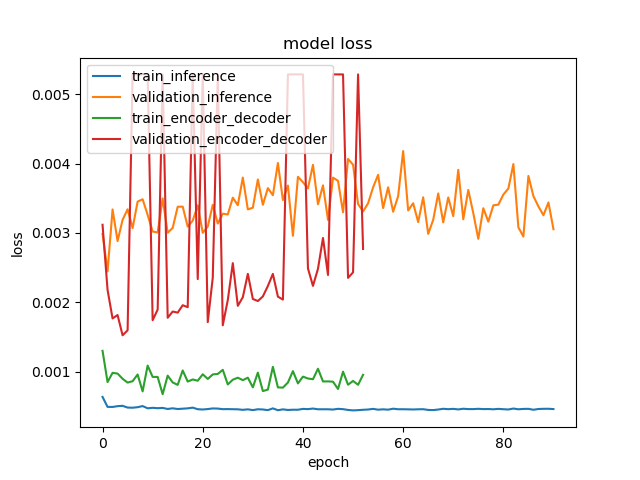 model loss
train_inference
validation_inference
train_encoder_decoder
validation_encoder_decoder
loss
0.005
0.004
0.003
0.002
0.001
0
20
40
60
80
epoch